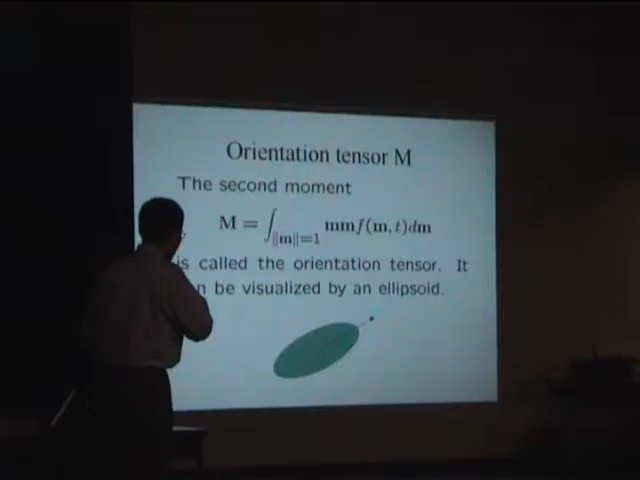 Orientation tensor M
The second moment
M = ∫‖m‖=1 mmf(m, t)dm
is called the orientation tensor. It
n be visualized by an ellipsoid.